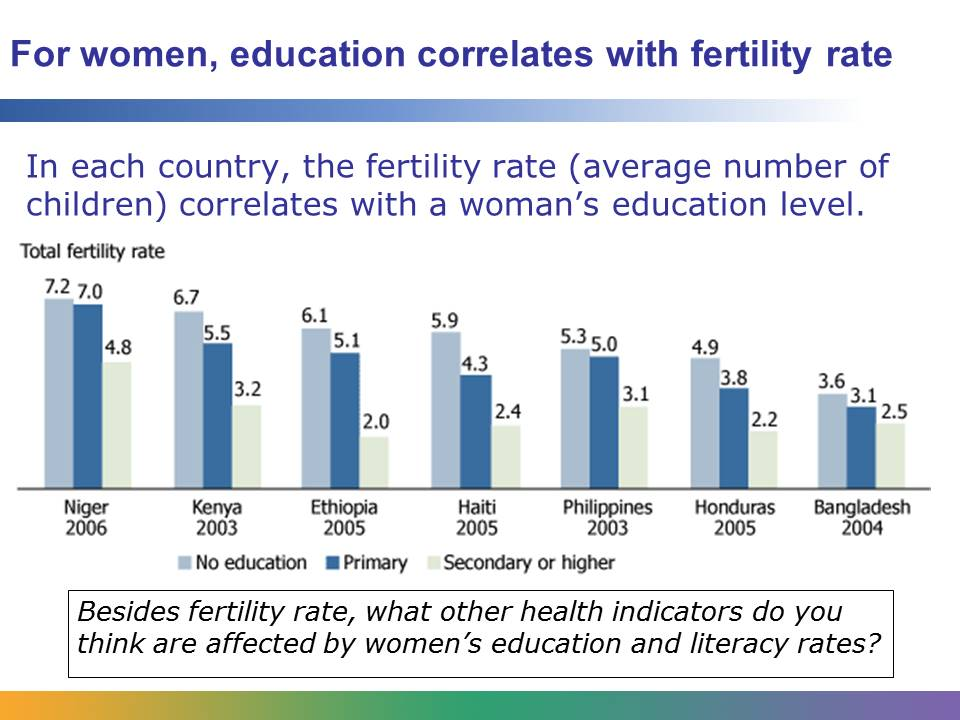 For women, education correlates with fertility rate
In each country, the fertility rate (average number of
children) correlates with a woman’s education level.
Total fertility rate
7.2 7.0 4.8 6.7 5.5 3.2 6.1 5.1 2.0 5.9 4.3 2.4 5.3 5.0 3.1 4.9 3.8 2.2 3.6 3.1 2.5
Niger Kenya Ethiopia Haiti Philippines Honduras Bangladesh
2006 2003 2005 2005 2003 2005 2004
No education Primary Secondary or higher
Besides fertility rate, what other health indicators do you
think are affected by women’s education and literacy rates?